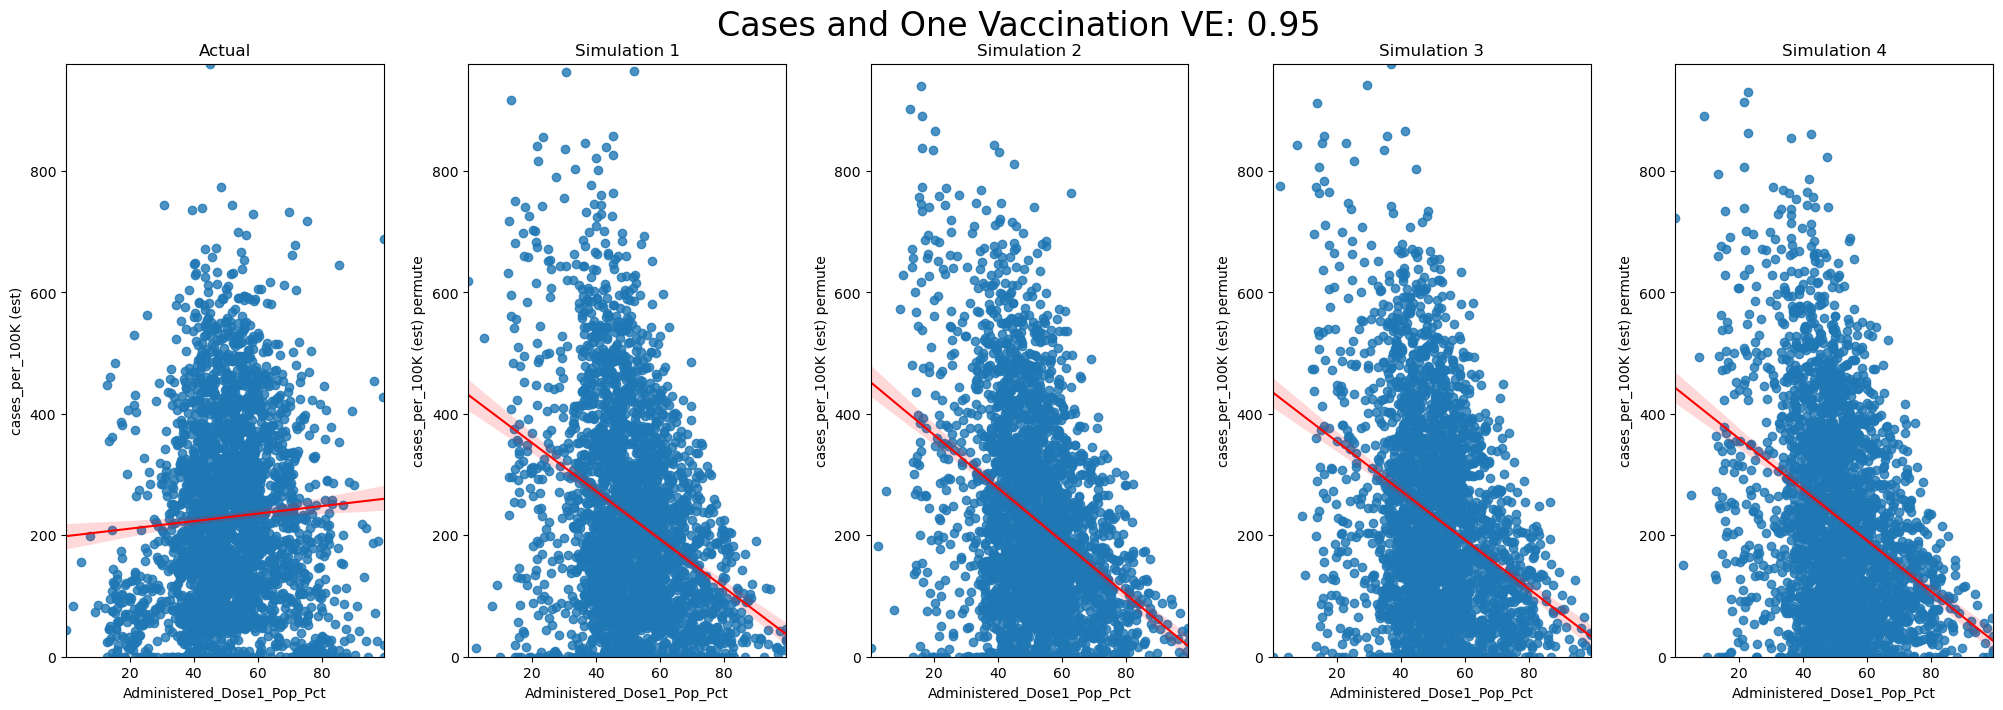 Cases and One Vaccination VE: 0.95
Actual
Simulation 1
Simulation 2
Simulation 3
Simulation 4
cases_per_100K (est)
800
600
400
200
0
20 40 60 80
Administered_Dose1_Pop_Pct
cases_per_100K (est) permute
800
600
400
200
0
20 40 60 80
Administered_Dose1_Pop_Pct
cases_per_100K (est) permute
800
600
400
200
0
20 40 60 80
Administered_Dose1_Pop_Pct
cases_per_100K (est) permute
800
600
400
200
0
20 40 60 80
Administered_Dose1_Pop_Pct
cases_per_100K (est) permute
800
600
400
200
0
20 40 60 80
Administered_Dose1_Pop_Pct